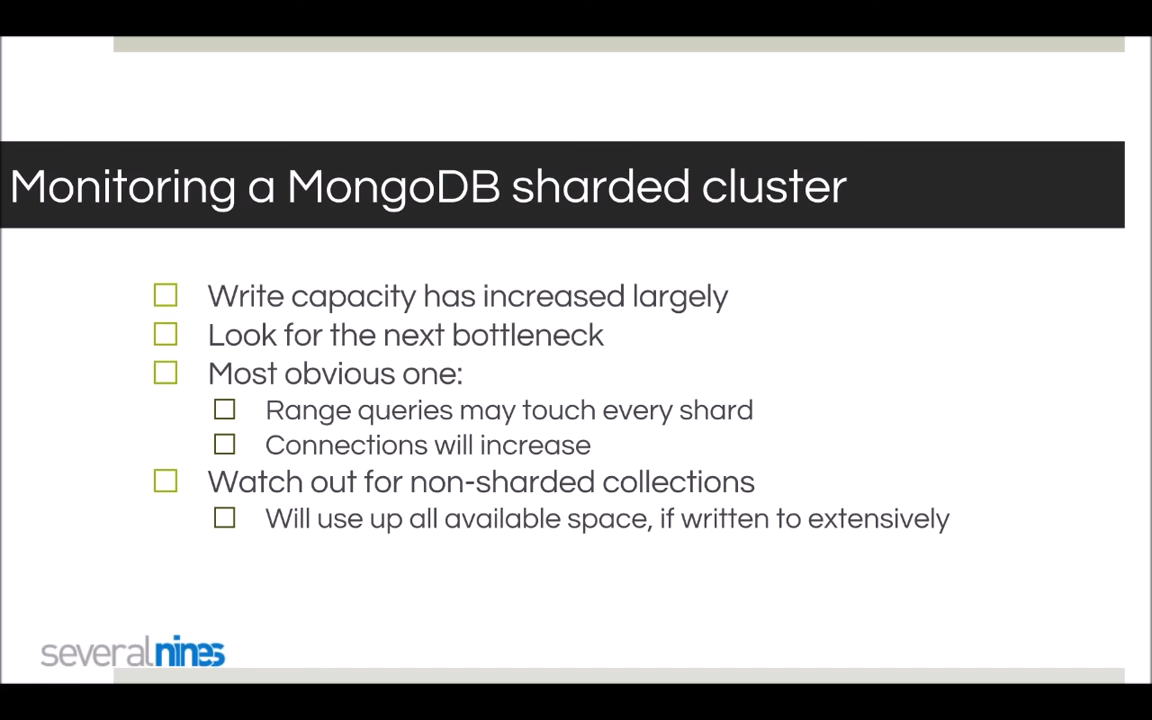 Monitoring a MongoDB sharded cluster
Write capacity has increased largely
Look for the next bottleneck
Most obvious one:
Range queries may touch every shard
Connections will increase
Watch out for non-sharded collections
Will use up all available space, if written to extensively
severalnines